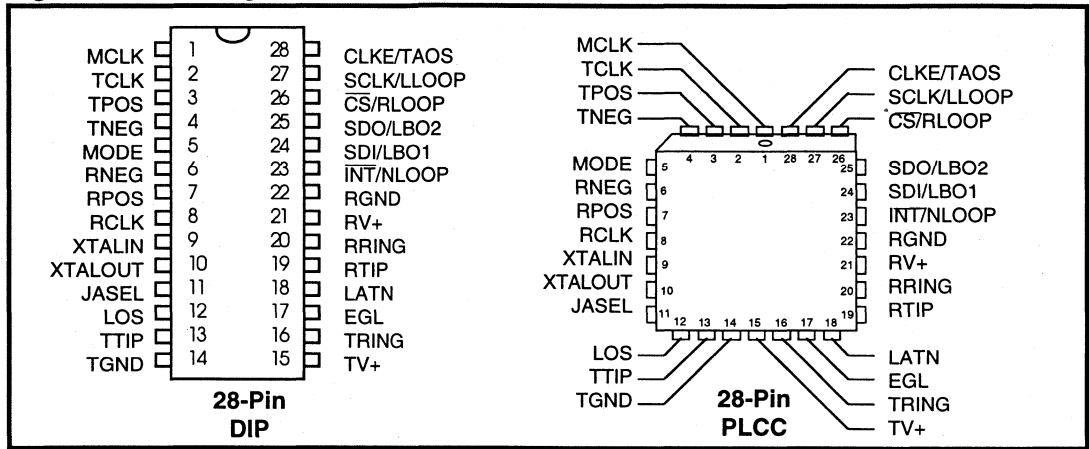 MCLK 1 28 CLKE/TAOS
TCLK 2 27 SCLK/LLOOP
TPOS 3 26 C̅S̅/RLOOP
TNEG 4 25 SDO/LBO2
MODE 5 24 SDI/LBO1
RNEG 6 23 I̅N̅T̅/NLOOP
RPOS 7 22 RGND
RCLK 8 21 RV+
XTALIN 9 20 RRING
XTALOUT 10 19 RTIP
JASEL 11 18 LATN
LOS 12 17 EGL
TTIP 13 16 TRING
TGND 14 15 TV+
28-Pin
DIP
MCLK
TCLK
TPOS
TNEG
CLKE/TAOS
SCLK/LLOOP
C̅S̅/RLOOP
4 3 2 1 28 27 26
MODE 5 25 SDO/LBO2
RNEG 6 24 SDI/LBO1
RPOS 7 23 I̅N̅T̅/NLOOP
RCLK 8 22 RGND
XTALIN 9 21 RV+
XTALOUT 10 20 RRING
JASEL 11 19 RTIP
12 13 14 15 16 17 18
LOS
TTIP
TGND
LATN
EGL
TRING
TV+
28-Pin
PLCC